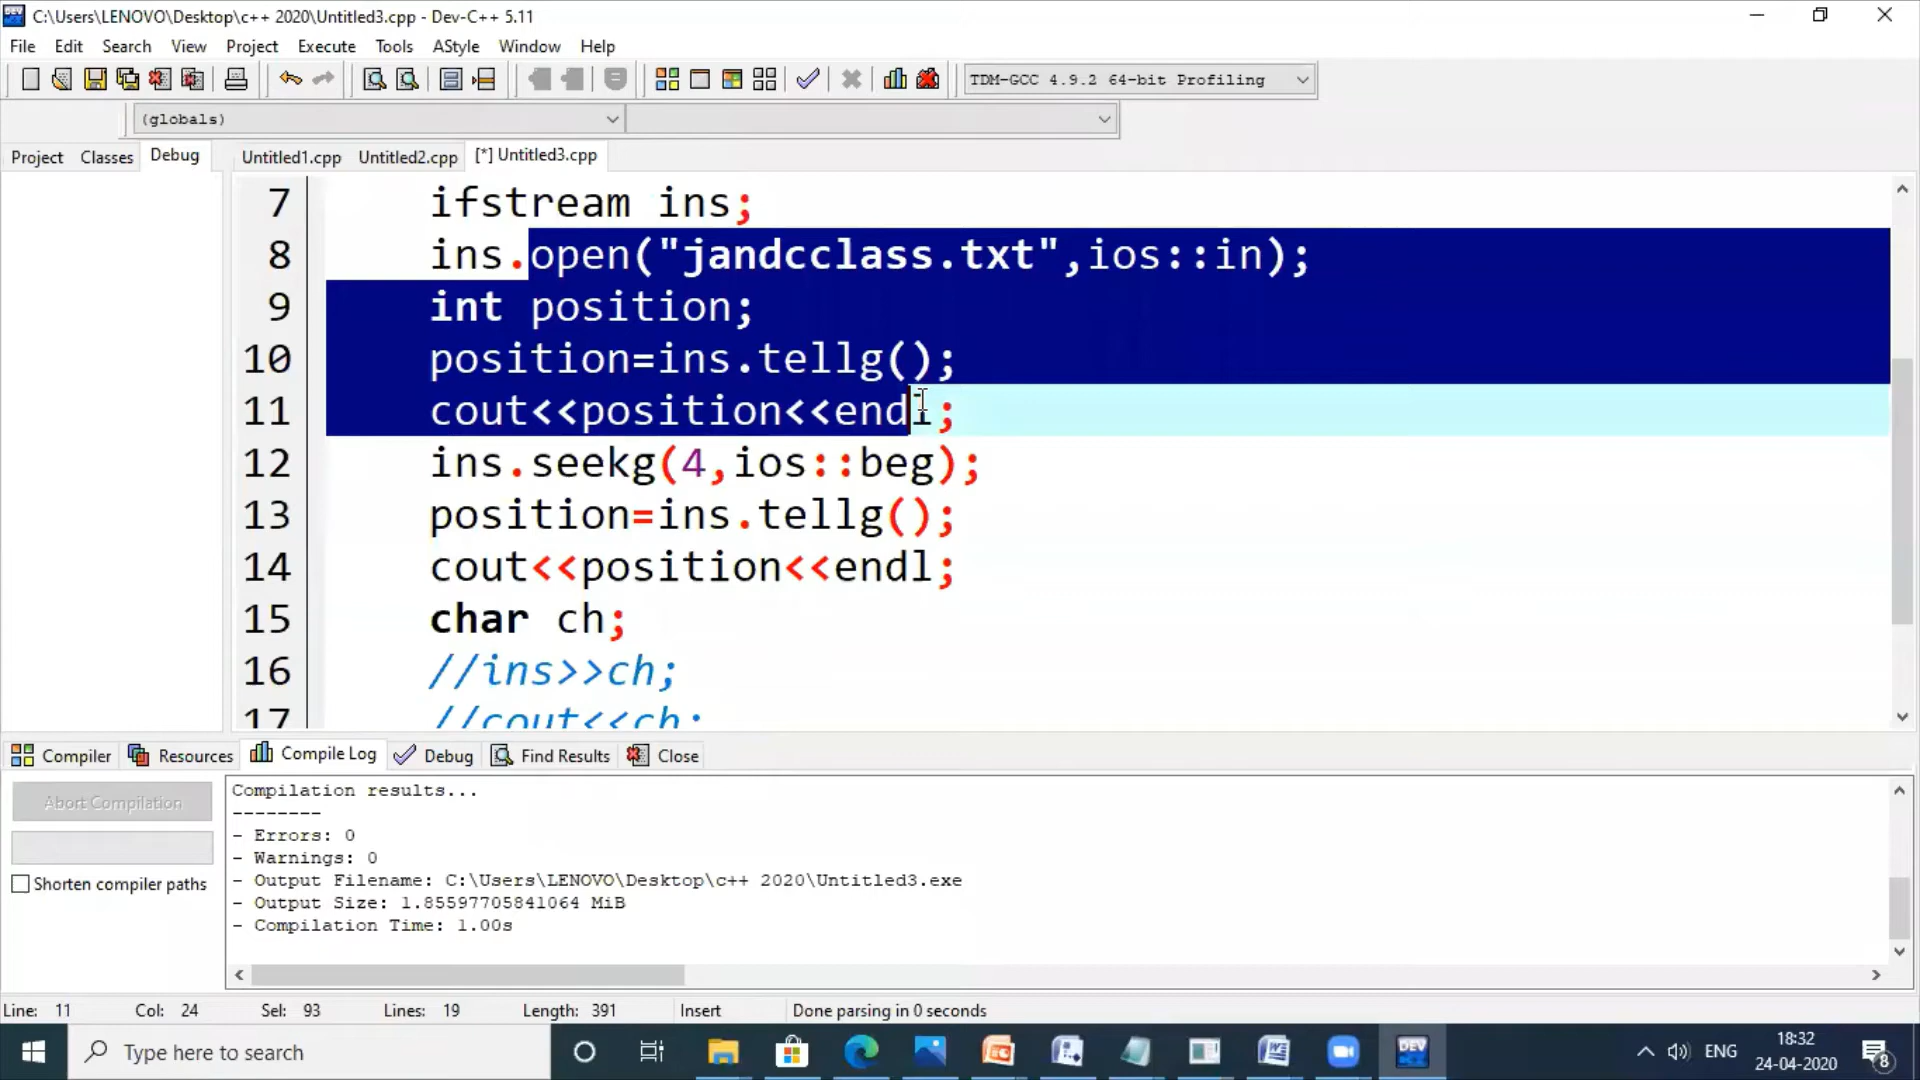 C:\Users\LENOVO\Desktop\c++ 2020\Untitled3.cpp - Dev-C++ 5.11
File Edit Search View Project Execute Tools AStyle Window Help
TDM-GCC 4.9.2 64-bit Profiling
(globals)
Project Classes Debug Untitled1.cpp Untitled2.cpp [*] Untitled3.cpp
7 ifstream ins;
8 ins.open("jandcclass.txt",ios::in);
9 int position;
10 position=ins.tellg();
11 cout<<position<<endl;
12 ins.seekg(4,ios::beg);
13 position=ins.tellg();
14 cout<<position<<endl;
15 char ch;
16 //ins>>ch;
17 //cout<<ch;
Compiler Resources Compile Log Debug Find Results Close
Abort Compilation
Shorten compiler paths
Compilation results...
--------
- Errors: 0
- Warnings: 0
- Output Filename: C:\Users\LENOVO\Desktop\c++ 2020\Untitled3.exe
- Output Size: 1.85597705841064 MiB
- Compilation Time: 1.00s
Line: 11 Col: 24 Sel: 93 Lines: 19 Length: 391 Insert Done parsing in 0 seconds
Type here to search
DEV
ENG
18:32
24-04-2020
8